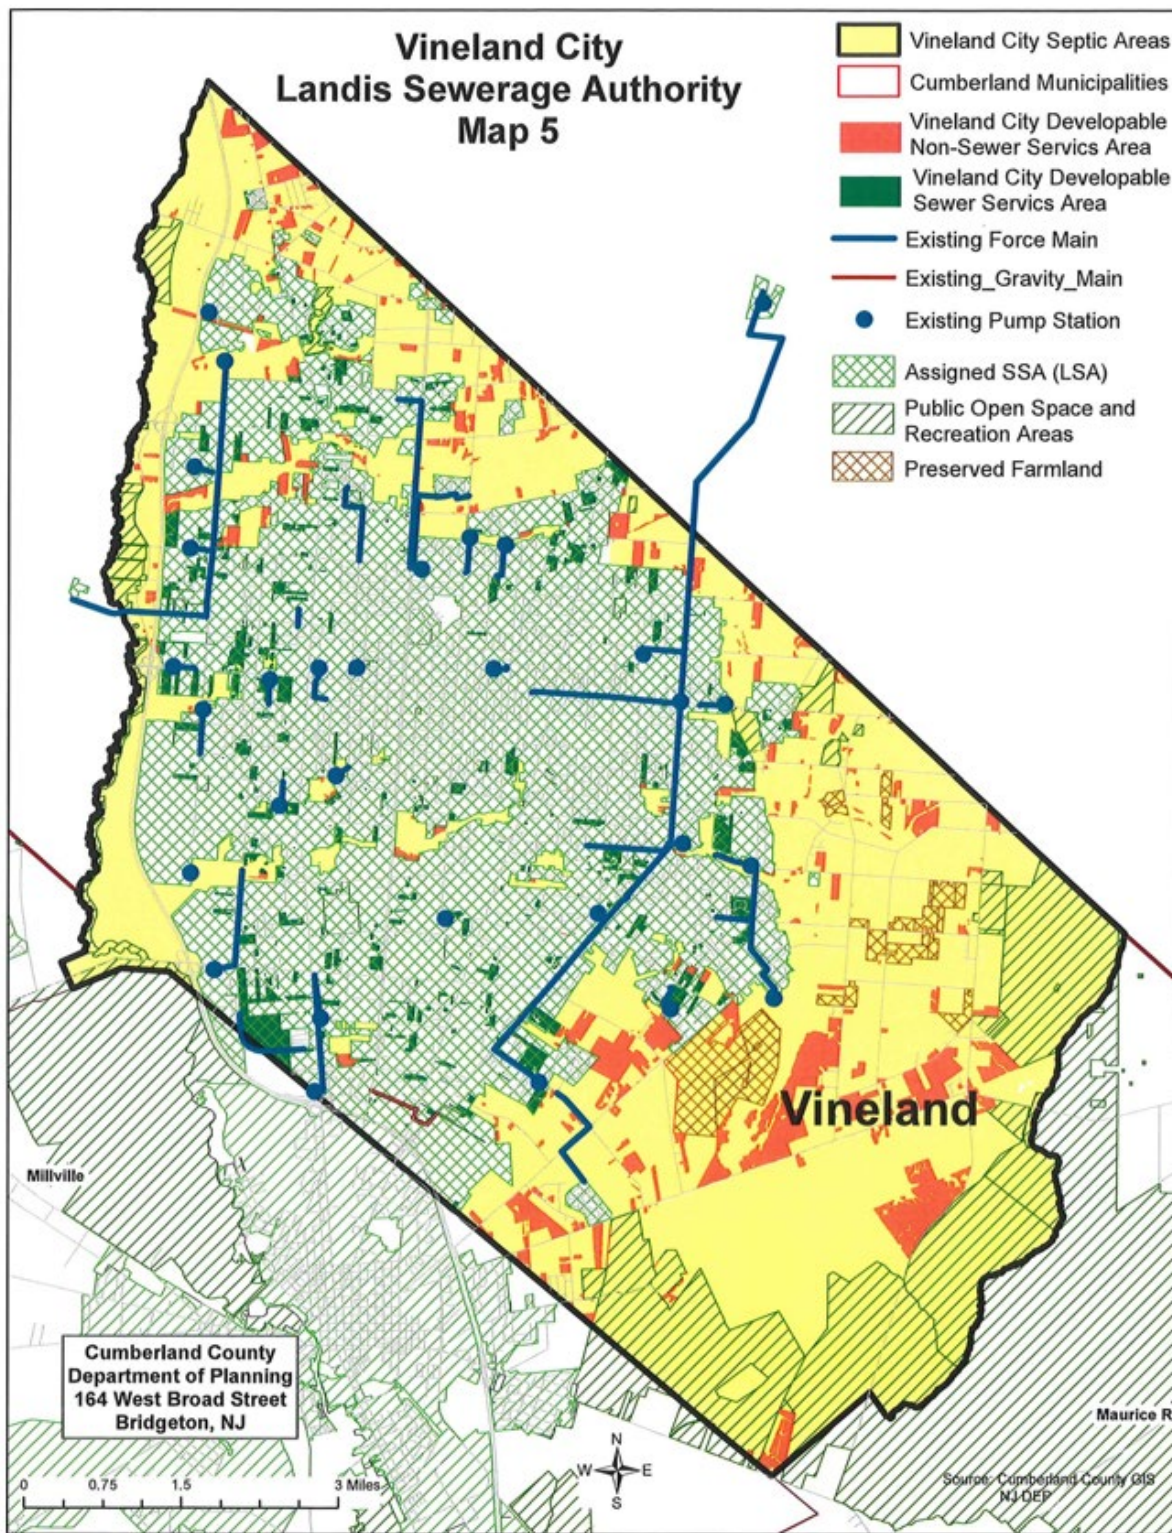 Vineland City
Landis Sewerage Authority
Map 5
Vineland City Septic Areas
Cumberland Municipalities
Vineland City Developable
Non-Sewer Servics Area
Vineland City Developable
Sewer Servics Area
Existing Force Main
Existing_Gravity_Main
Existing Pump Station
Assigned SSA (LSA)
Public Open Space and
Recreation Areas
Preserved Farmland
Vineland
Millville
Cumberland County
Department of Planning
164 West Broad Street
Bridgeton, NJ
Maurice R
N
W E
S
0 0.75 1.5 3 Miles
Source: Cumberland County GIS
NJ DEP